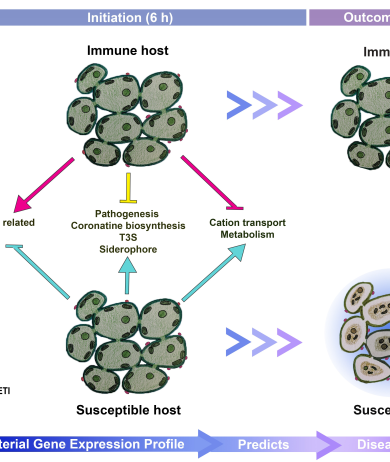 Initiation (6 h)
Outcom
Immune host
Imm
related
Pathogenesis
Coronatine biosynthesis
T3S
Siderophore
Cation transport
Metabolism
ETI
Susceptible host
Susce
terial Gene Expression Profile
Predicts
Disea